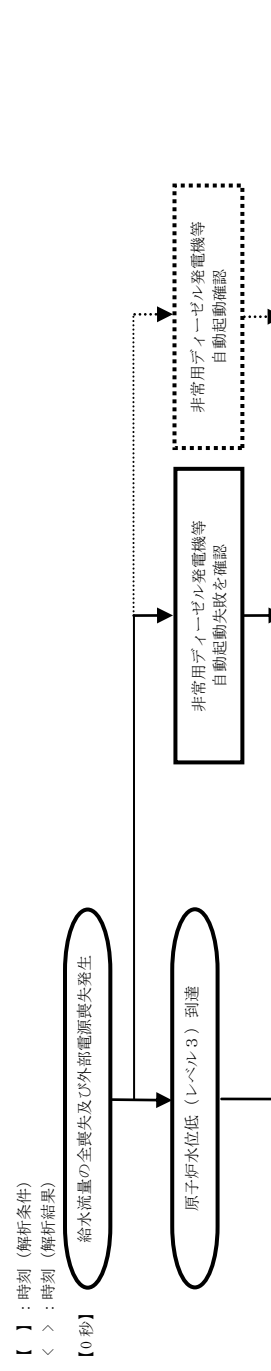 【　】：時刻（解析条件）
＜　＞：時刻（解析結果）
【0 秒】
給水流量の全喪失及び外部電源喪失発生
原子炉水位低（レベル３）到達
非常用ディーゼル発電機等
自動起動失敗を確認
非常用ディーゼル発電機等
自動起動確認